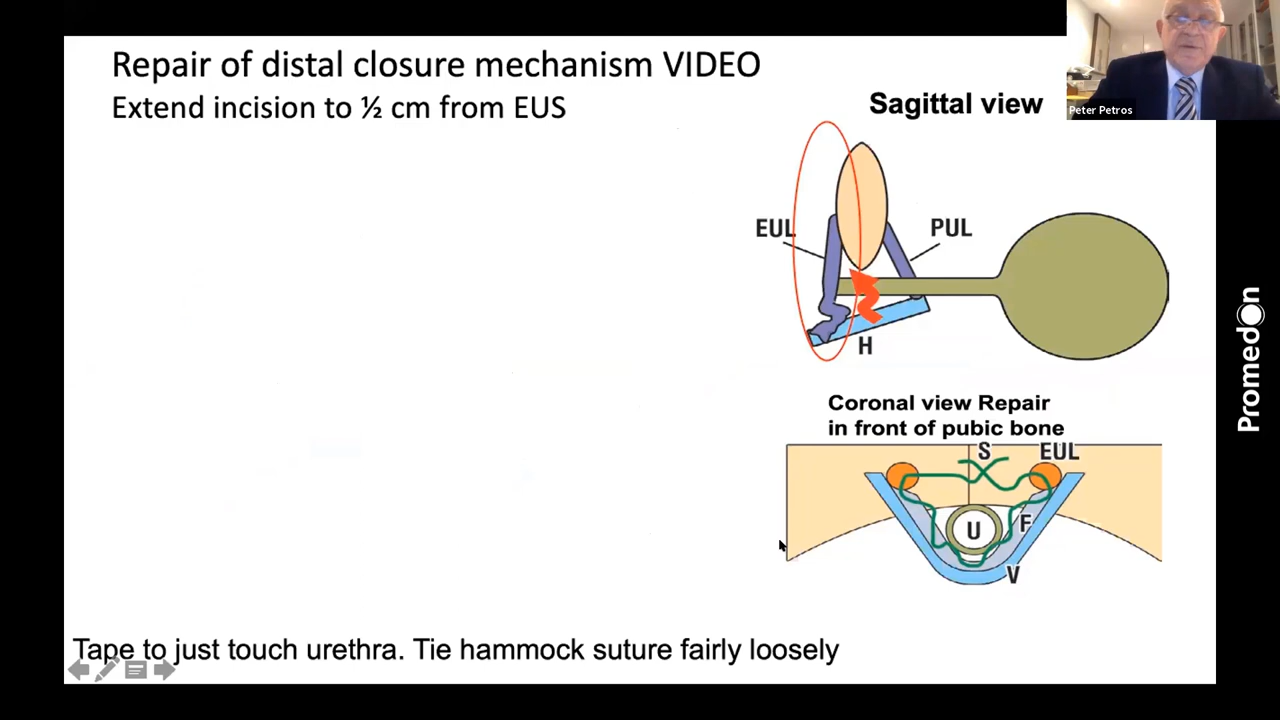 Repair of distal closure mechanism VIDEO
Extend incision to ½ cm from EUS
Peter Petros
Sagittal view
EUL
PUL
H
Coronal view Repair
in front of pubic bone
S
EUL
U
F
V
Tape to just touch urethra. Tie hammock suture fairly loosely
Promedon